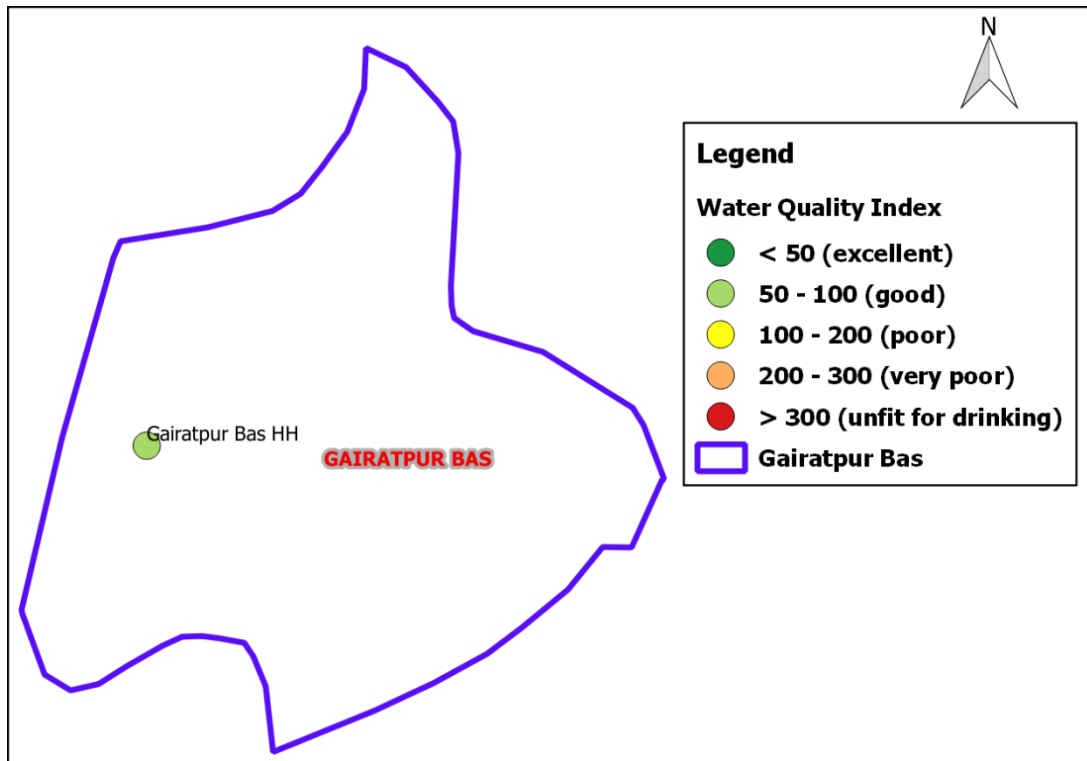 N
Legend
Water Quality Index
< 50 (excellent)
50 - 100 (good)
100 - 200 (poor)
200 - 300 (very poor)
> 300 (unfit for drinking)
Gairatpur Bas
Gairatpur Bas HH
GAIRATPUR BAS